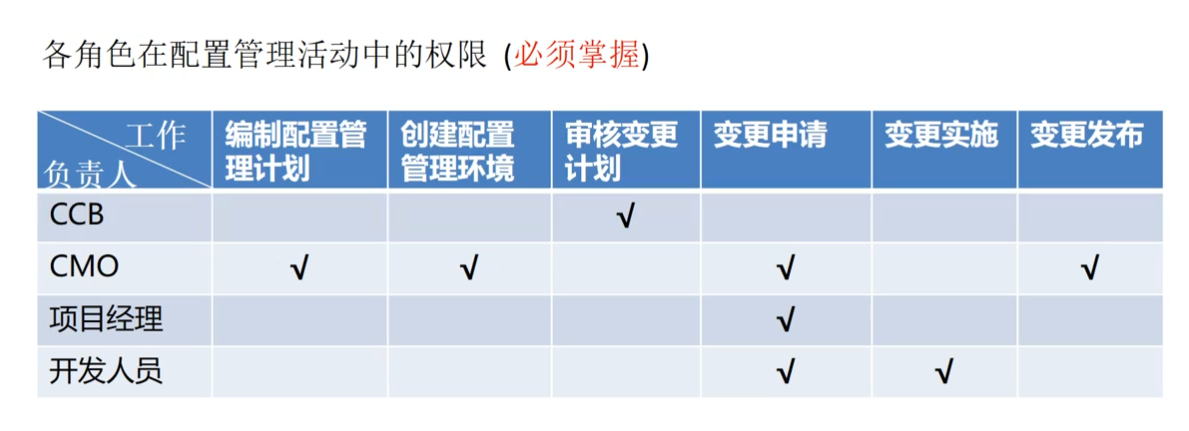 各角色在配置管理活动中的权限 (必须掌握)
工作 编制配置管 创建配置 审核变更 变更申请 变更实施 变更发布
负责人 理计划 管理环境 计划
CCB √
CMO √ √ √ √
项目经理 √
开发人员 √ √